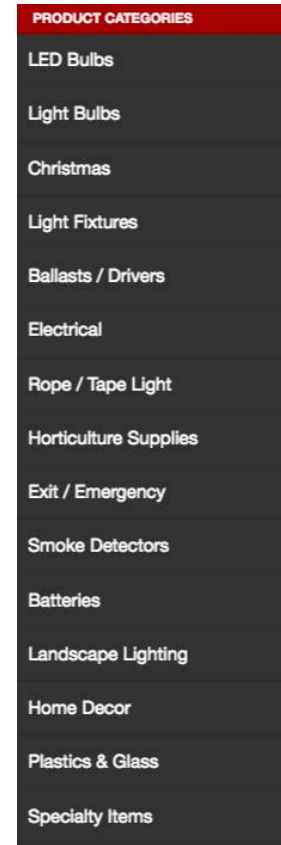 PRODUCT CATEGORIES
LED Bulbs
Light Bulbs
Christmas
Light Fixtures
Ballasts / Drivers
Electrical
Rope / Tape Light
Horticulture Supplies
Exit / Emergency
Smoke Detectors
Batteries
Landscape Lighting
Home Decor
Plastics & Glass
Specialty Items